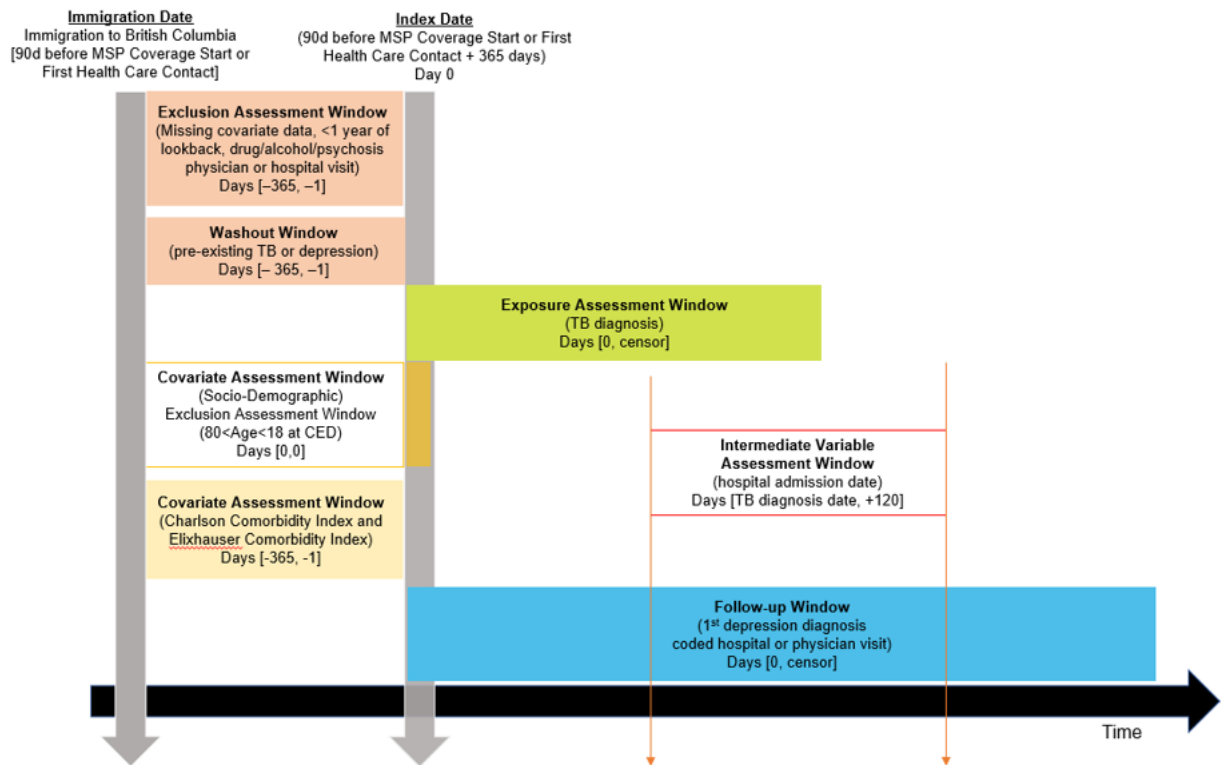 Immigration Date
Immigration to British Columbia
[90d before MSP Coverage Start or
First Health Care Contact]
Index Date
(90d before MSP Coverage Start or First
Health Care Contact + 365 days)
Day 0
Exclusion Assessment Window
(Missing covariate data, <1 year of
lookback, drug/alcohol/psychosis
physician or hospital visit)
Days [–365, –1]
Washout Window
(pre-existing TB or depression)
Days [– 365, –1]
Exposure Assessment Window
(TB diagnosis)
Days [0, censor]
Covariate Assessment Window
(Socio-Demographic)
Exclusion Assessment Window
(80<Age<18 at CED)
Days [0,0]
Intermediate Variable
Assessment Window
(hospital admission date)
Days [TB diagnosis date, +120]
Covariate Assessment Window
(Charlson Comorbidity Index and
Elixhauser Comorbidity Index)
Days [-365, -1]
Follow-up Window
(1st depression diagnosis
coded hospital or physician visit)
Days [0, censor]
Time